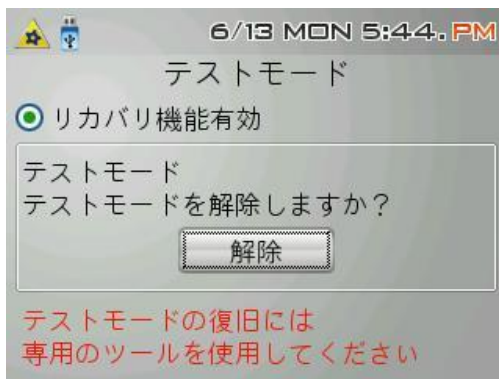 6/13 MON 5:44. PM
テストモード
リカバリ機能有効
テストモード
テストモードを解除しますか？
解除
テストモードの復旧には
専用のツールを使用してください